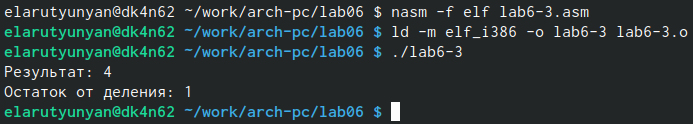 elarutyunyan@dk4n62 ~/work/arch-pc/lab06 $ nasm -f elf lab6-3.asm
elarutyunyan@dk4n62 ~/work/arch-pc/lab06 $ ld -m elf_i386 -o lab6-3 lab6-3.o
elarutyunyan@dk4n62 ~/work/arch-pc/lab06 $ ./lab6-3
Результат: 4
Остаток от деления: 1
elarutyunyan@dk4n62 ~/work/arch-pc/lab06 $